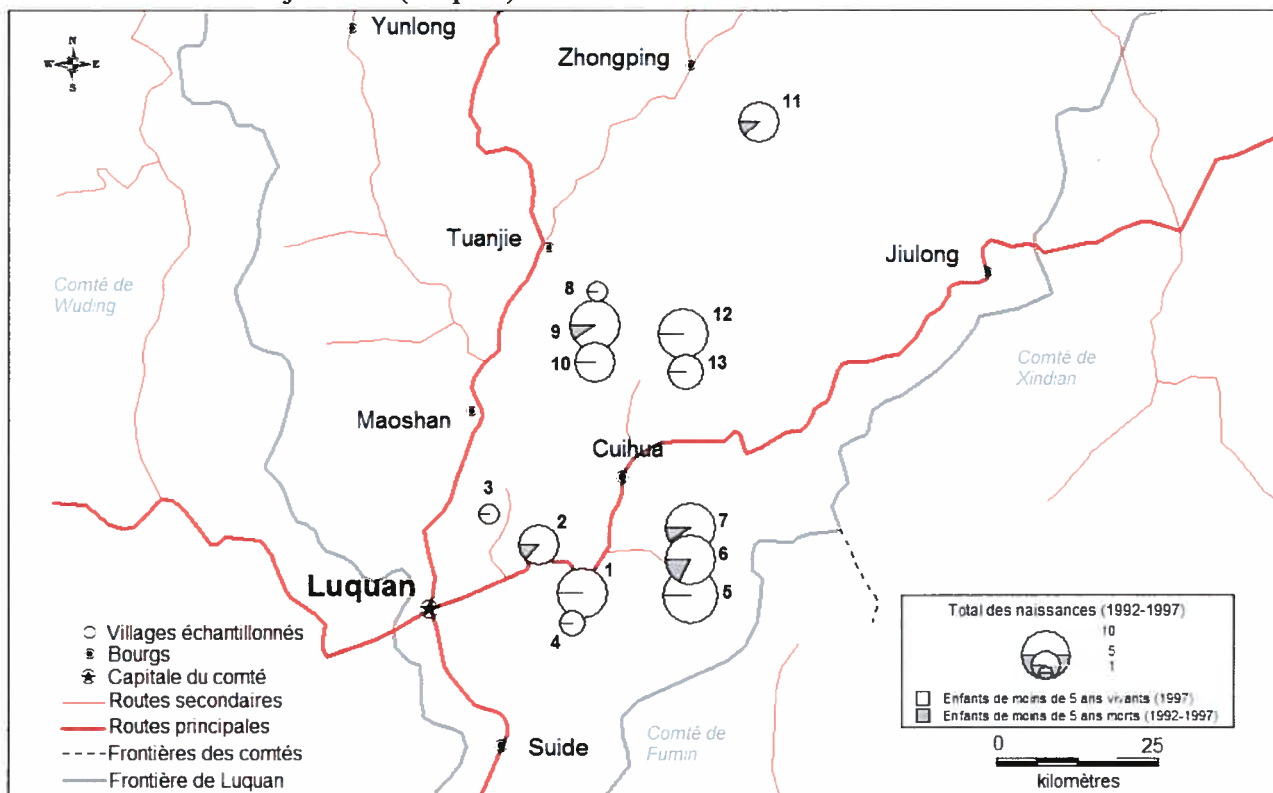 Yunlong
Zhongping
N
W E
S
11
Tuanjie
Jiulong
Comté de
Wuding
8
9
10
12
13
Comté de
Xindian
Maoshan
Cuihua
3
2
7
6
5
1
4
Luquan
Suide
Comté de
Fumin
Villages échantillonnés
Bourgs
Capitale du comté
Routes secondaires
Routes principales
Frontières des comtés
Frontière de Luquan
Total des naissances (1992-1997)
10
5
1
Enfants de moins de 5 ans vivants (1997)
Enfants de moins de 5 ans morts (1992-1997)
0 25
kilomètres